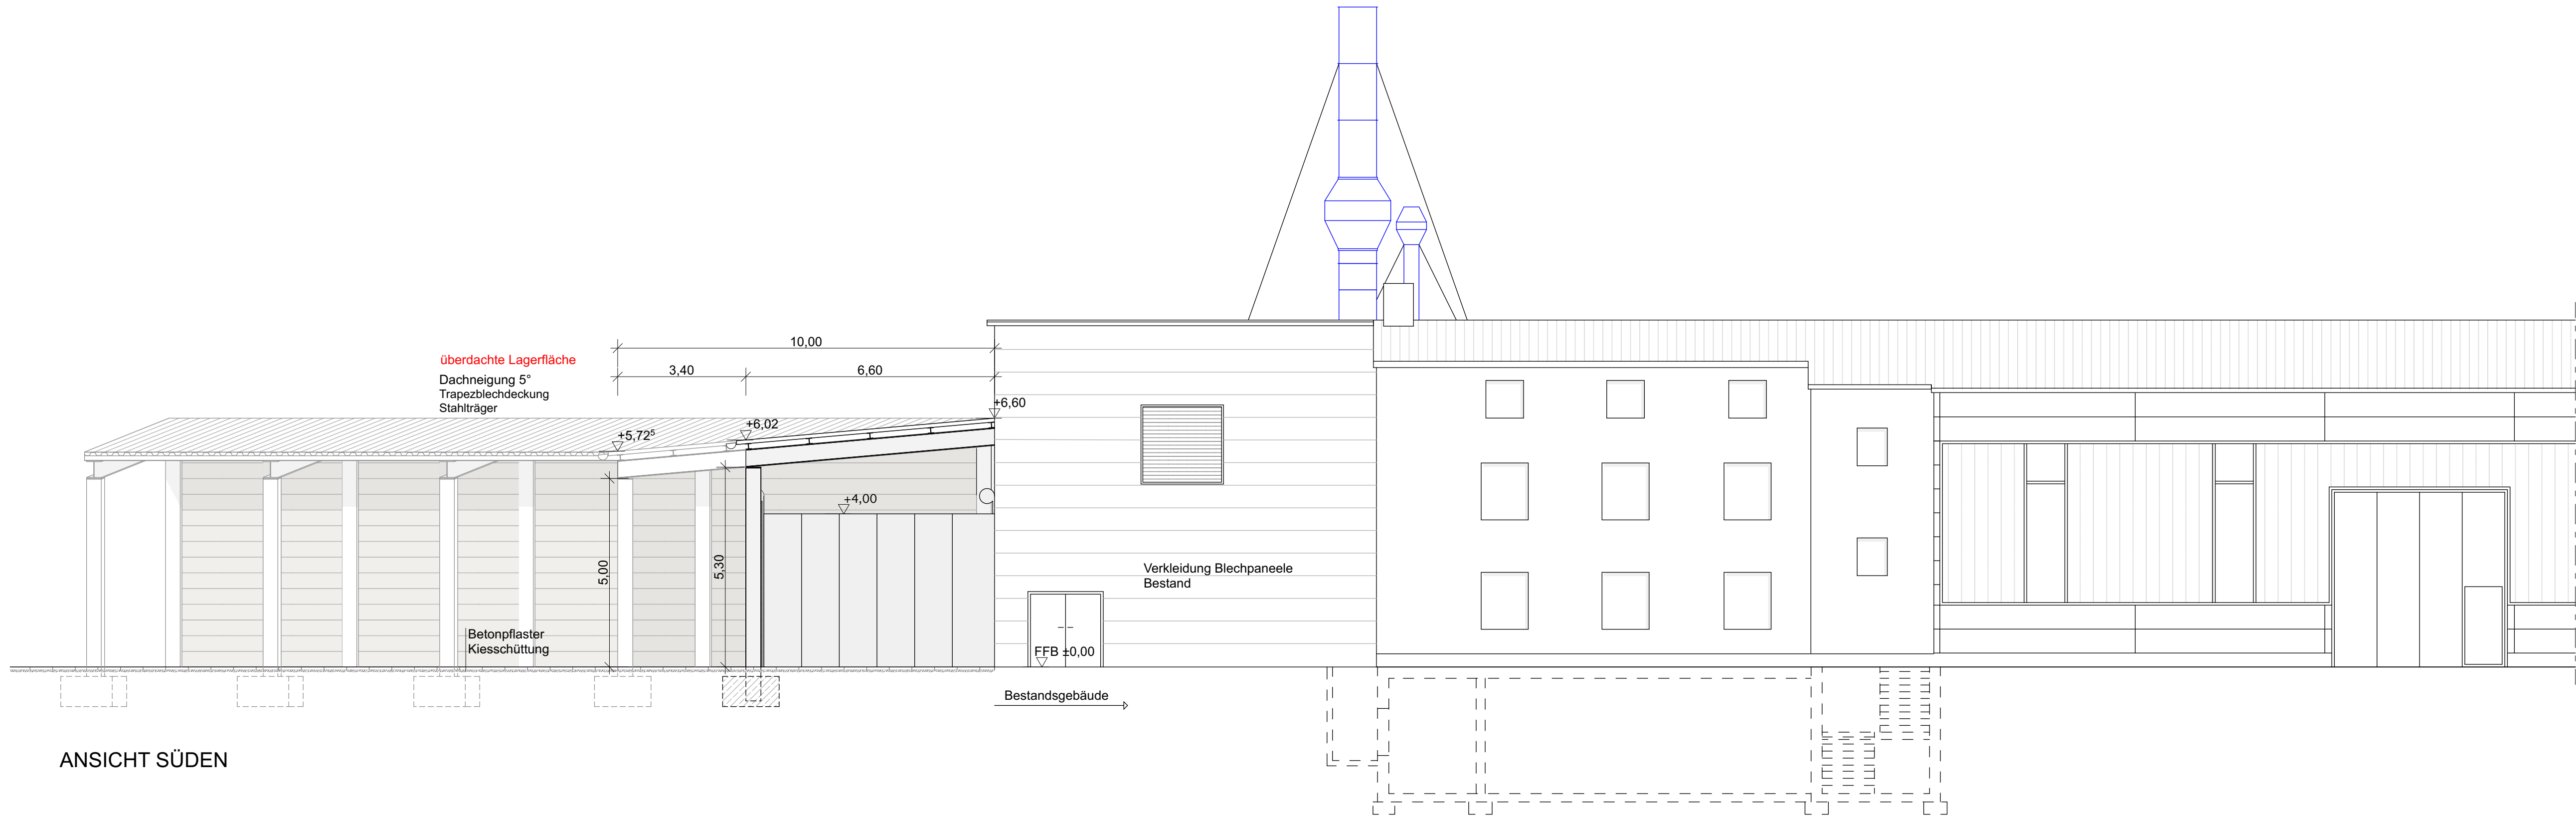 10,00
überdachte Lagerfläche
3,40
6,60
Dachneigung 5°
Trapezblechdeckung
Stahlträger
+6,60
+6,02
+5,72⁵
+4,00
5,00
5,30
Verkleidung Blechpaneele
Bestand
Betonpflaster
Kiesschüttung
FFB ±0,00
Bestandsgebäude
ANSICHT SÜDEN